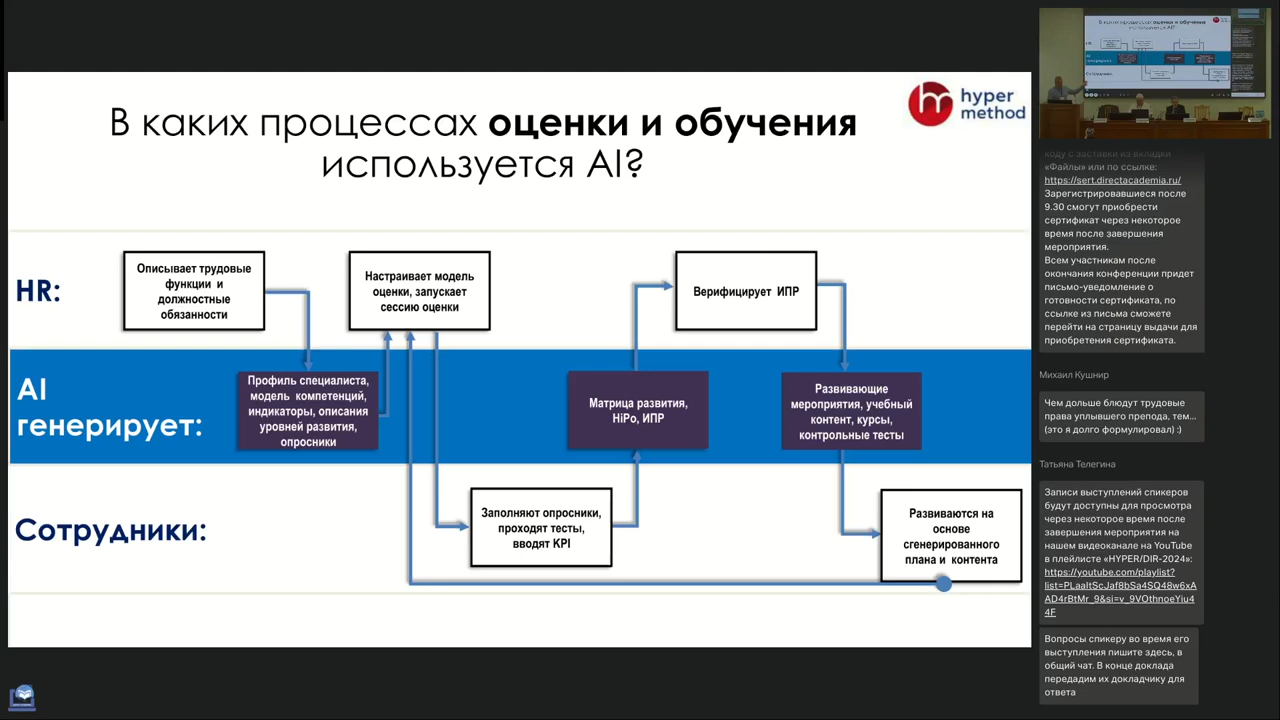 В каких процессах оценки и обучения
используется AI?
hyper
method
HR:
Описывает трудовые
функции и
должностные
обязанности
Настраивает модель
оценки, запускает
сессию оценки
Верифицирует ИПР
AI
генерирует:
Профиль специалиста,
модель компетенций,
индикаторы, описания
уровней развития,
опросники
Матрица развития,
HiPo, ИПР
Развивающие
мероприятия, учебный
контент, курсы,
контрольные тесты
Сотрудники:
Заполняют опросники,
проходят тесты,
вводят KPI
Развиваются на
основе
сгенерированного
плана и контента
коду с заставки из вкладки
«Файлы» или по ссылке:
https://sert.directacademia.ru/
Зарегистрировавшиеся после
9.30 смогут приобрести
сертификат через некоторое
время после завершения
мероприятия.
Всем участникам после
окончания конференции придет
письмо-уведомление о
готовности сертификата, по
ссылке из письма сможете
перейти на страницу выдачи для
приобретения сертификата.
Михаил Кушнир
Чем дольше блюдут трудовые
права уплывшего препода, тем...
(это я долго формулировал) :)
Татьяна Телегина
Записи выступлений спикеров
будут доступны для просмотра
через некоторое время после
завершения мероприятия на
нашем видеоканале на YouTube
в плейлисте «HYPER/DIR-2024»:
https://youtube.com/playlist?
list=PLaaltScJaf8bSa4SQ48w6xA
AD4rBtMr_9&si=v_9VOthnoeYiu4
4F
Вопросы спикеру во время его
выступления пишите здесь, в
общий чат. В конце доклада
передадим их докладчику для
ответа